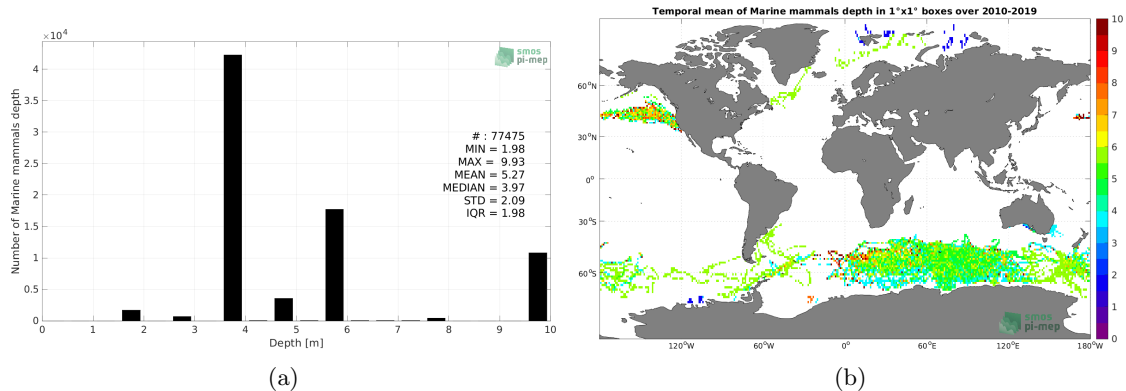 ×10⁴
smos
pi-mep
4
3.5
3
2.5
2
1.5
1
0.5
0
Number of Marine mammals depth
# : 77475
MIN = 1.98
MAX = 9.93
MEAN = 5.27
MEDIAN = 3.97
STD = 2.09
IQR = 1.98
0 1 2 3 4 5 6 7 8 9 10
Depth [m]
(a)
Temporal mean of Marine mammals depth in 1°x1° boxes over 2010-2019
60°N
30°N
0°
30°S
60°S
120°W 60°W 0° 60°E 120°E 180°W
smos
pi-mep
10
9
8
7
6
5
4
3
2
1
0
(b)